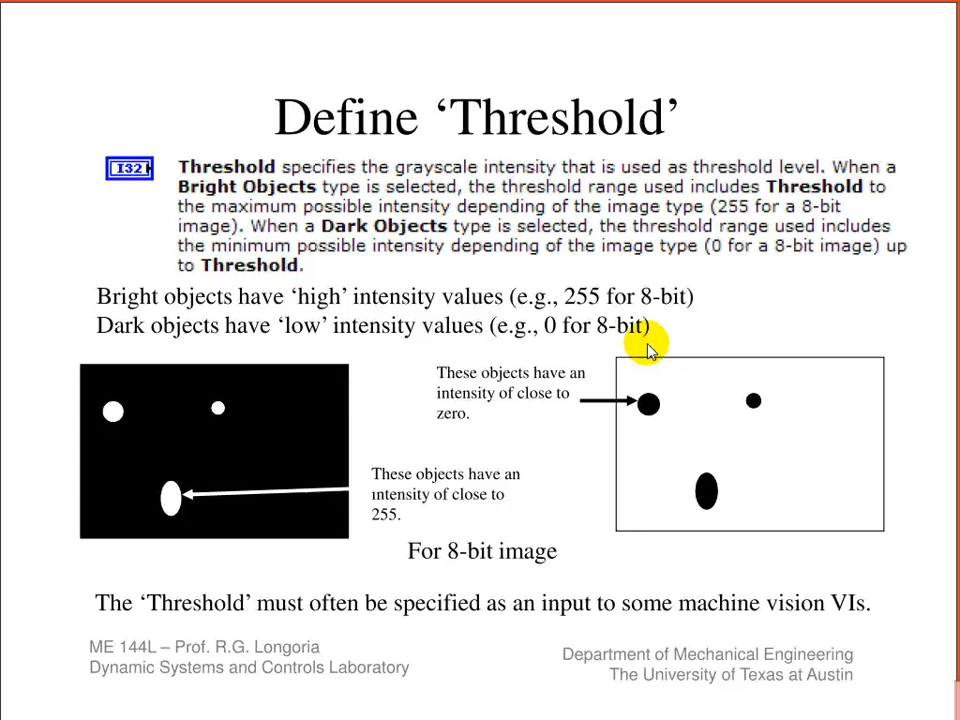 Define ‘Threshold’
I32
Threshold specifies the grayscale intensity that is used as threshold level. When a
Bright Objects type is selected, the threshold range used includes Threshold to
the maximum possible intensity depending of the image type (255 for a 8-bit
image). When a Dark Objects type is selected, the threshold range used includes
the minimum possible intensity depending of the image type (0 for a 8-bit image) up
to Threshold.
Bright objects have ‘high’ intensity values (e.g., 255 for 8-bit)
Dark objects have ‘low’ intensity values (e.g., 0 for 8-bit)
These objects have an
intensity of close to
zero.
These objects have an
intensity of close to
255.
For 8-bit image
The ‘Threshold’ must often be specified as an input to some machine vision VIs.
ME 144L – Prof. R.G. Longoria
Dynamic Systems and Controls Laboratory
Department of Mechanical Engineering
The University of Texas at Austin